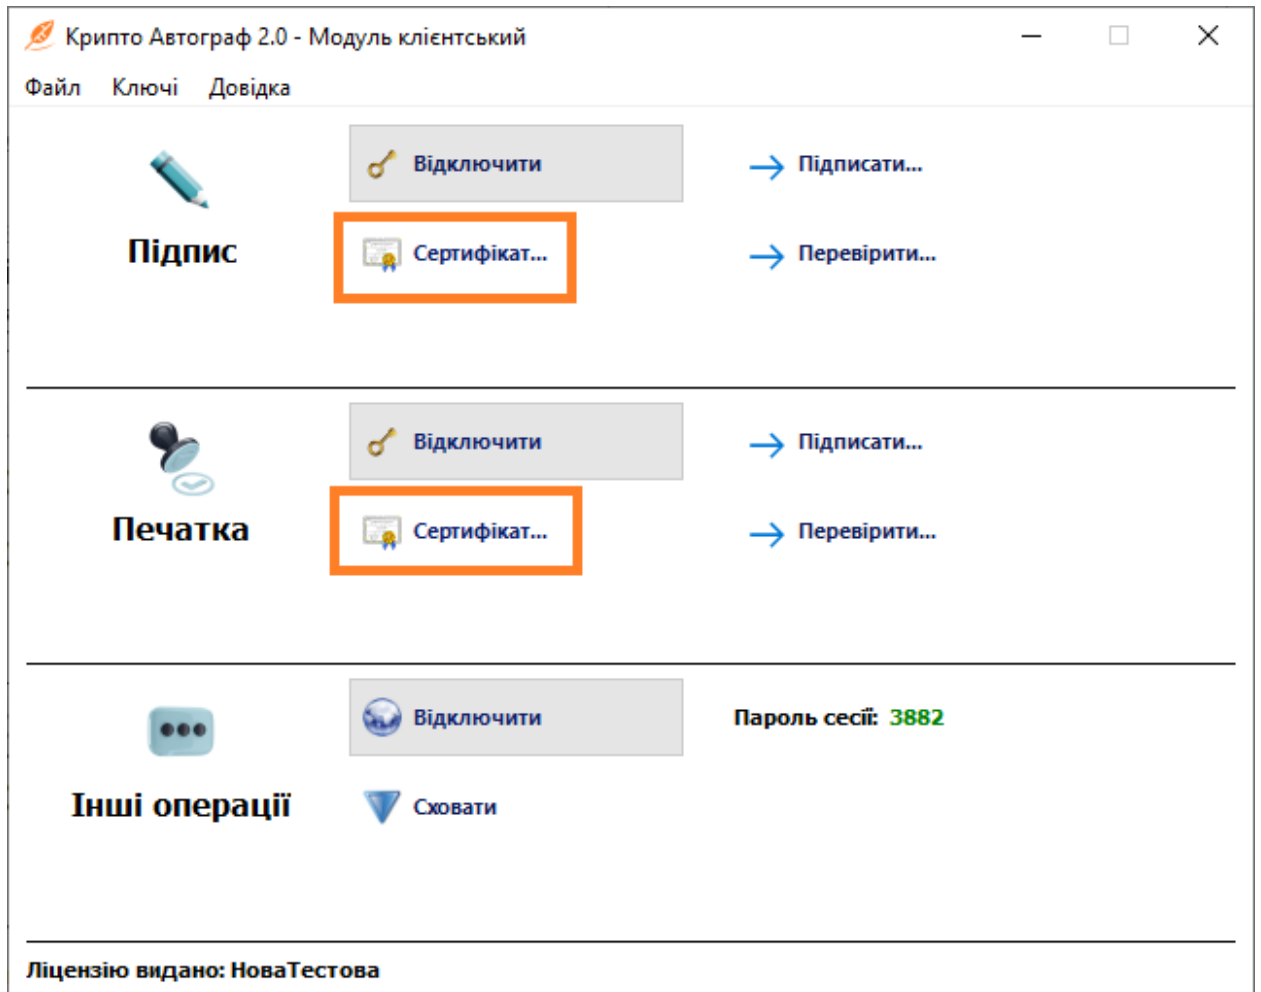 Крипто Автограф 2.0 - Модуль клієнтський
Файл Ключі Довідка
Відключити Підписати...
Підпис Сертифікат... Перевірити...
Відключити Підписати...
Печатка Сертифікат... Перевірити...
Відключити Пароль сесії: 3882
Інші операції Сховати
Ліцензію видано: НоваТестова